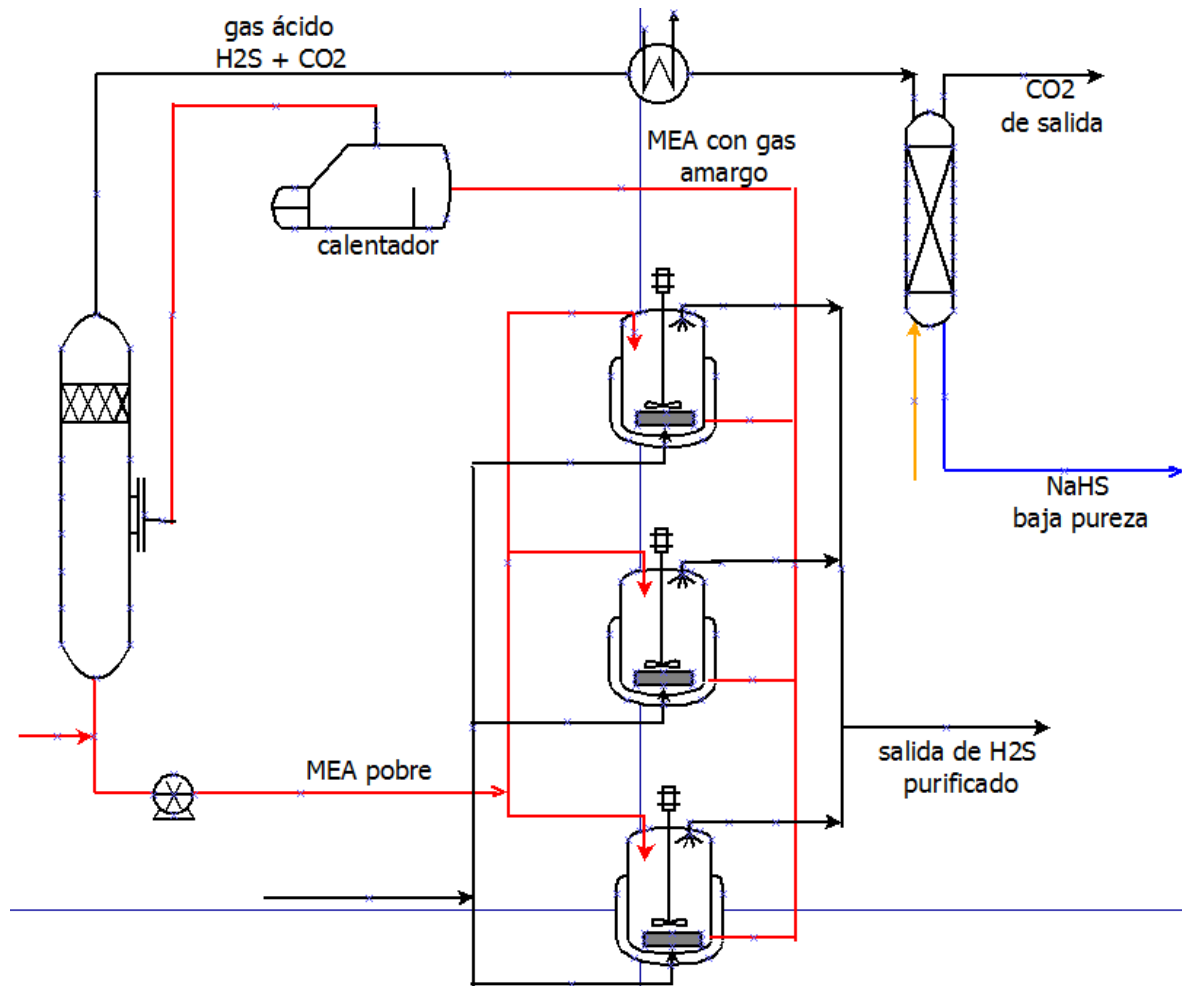 gas ácido
H2S + CO2
CO2
de salida
MEA con gas
amargo
calentador
NaHS
baja pureza
salida de H2S
purificado
MEA pobre